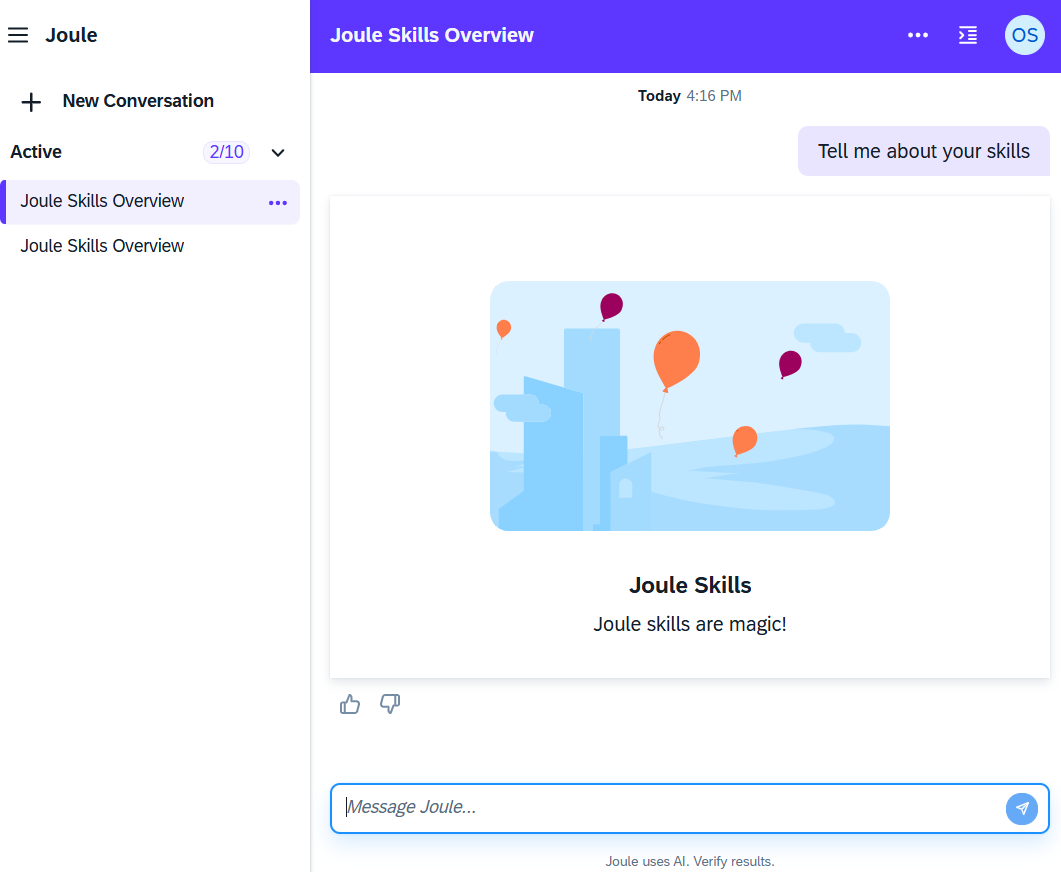 Joule
New Conversation
Active 2/10
Joule Skills Overview
Joule Skills Overview
Joule Skills Overview
OS
Today 4:16 PM
Tell me about your skills
Joule Skills
Joule skills are magic!
Message Joule...
Joule uses AI. Verify results.